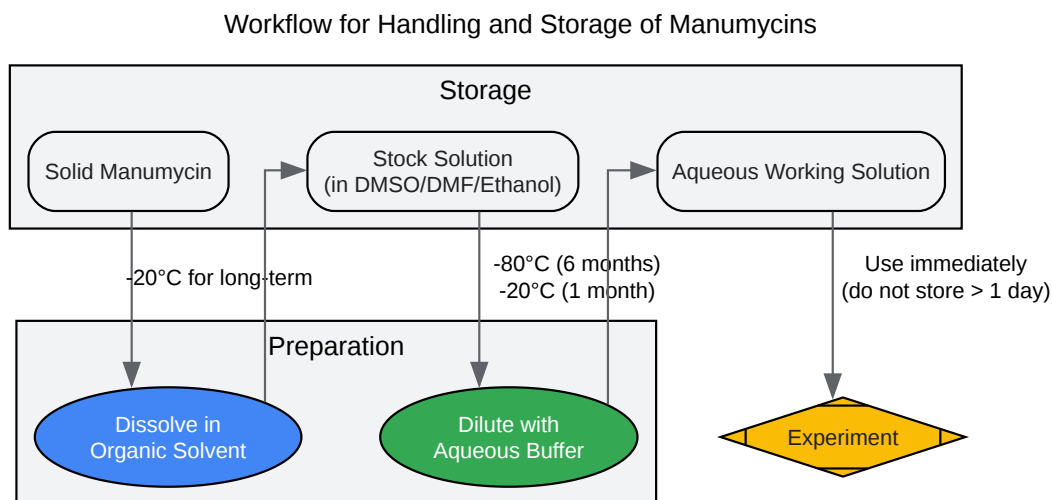 Workflow for Handling and Storage of Manumycins
Storage
Solid Manumycin
Stock Solution
(in DMSO/DMF/Ethanol)
Aqueous Working Solution
-20°C for long-term
-80°C (6 months)
-20°C (1 month)
Use immediately
(do not store > 1 day)
Preparation
Dissolve in
Organic Solvent
Dilute with
Aqueous Buffer
Experiment